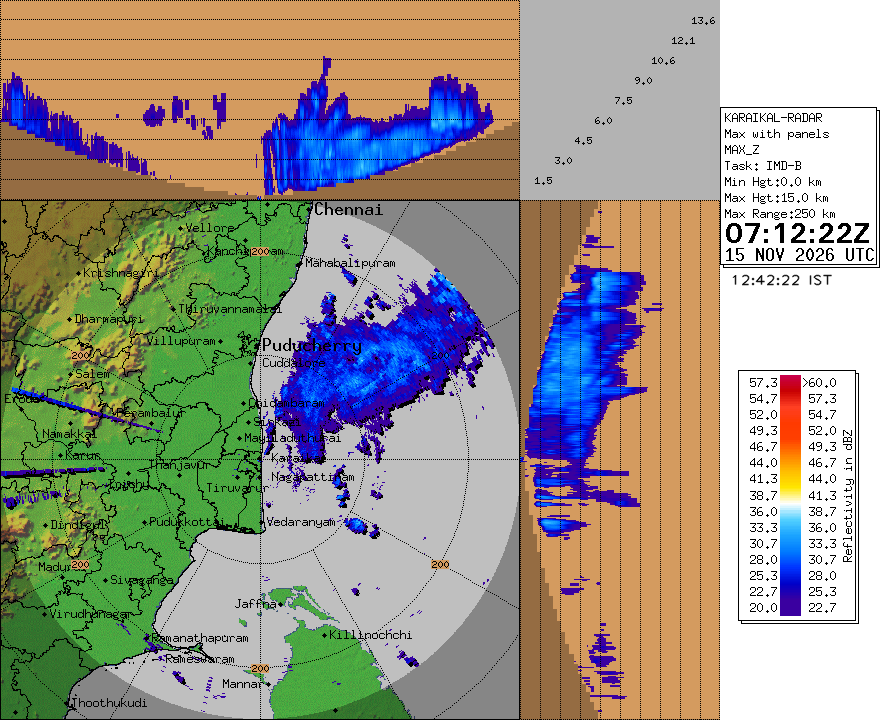 13.6
12.1
10.6
9.0
7.5
6.0
4.5
3.0
1.5
KARAIKAL-RADAR
Max with panels
MAX_Z
Task: IMD-B
Min Hgt:0.0 km
Max Hgt:15.0 km
Max Range:250 km
07:12:22Z
15 NOV 2026 UTC
12:42:22 IST
Chennai
Vellore
200
Mahabalipuram
Krishnagiri
Thiruvannamalai
Dharmapuri
Villupuram
Puducherry
200
200
Cuddalore
Salem
Perambalur
Namakkal
Mayiladuthurai
Karur
Thanjavur
Nagapattinam
Tiruvarur
Dindigul
Pudukkottai
Vedaranyam
200
200
Sivaganga
Jaffna
Virudhunagar
Ramanathapuram
Killinochchi
Rameswaram
200
Mannar
Thoothukudi
57.3 >60.0
54.7 57.3
52.0 54.7
49.3 52.0
46.7 49.3
44.0 46.7
41.3 44.0
38.7 41.3
36.0 38.7
33.3 36.0
30.7 33.3
28.0 30.7
25.3 28.0
22.7 25.3
20.0 22.7
Reflectivity in dBZ